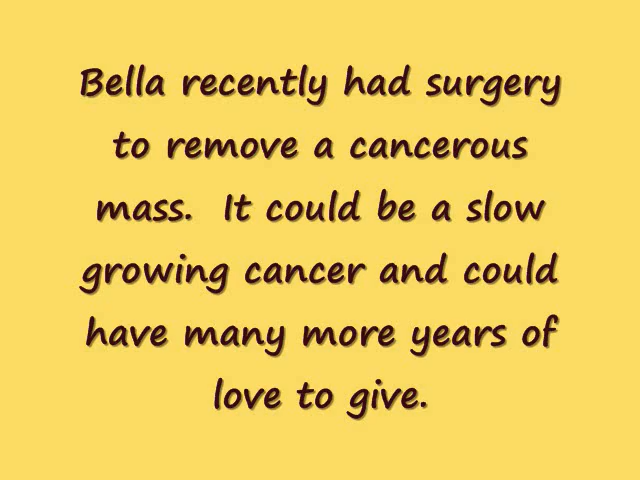 Bella recently had surgery
to remove a cancerous
mass.  It could be a slow
growing cancer and could
have many more years of
love to give.